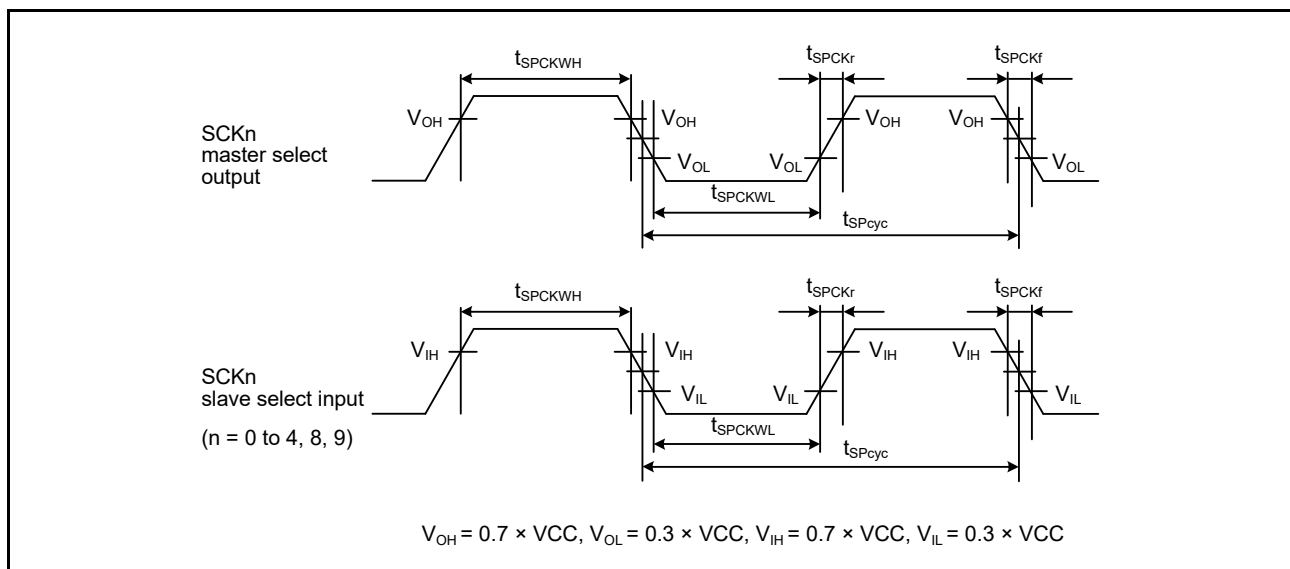 tSPCKWH
tSPCKr
tSPCKf
VOH
VOH
VOH
VOH
SCKn
master select
output
VOL
VOL
VOL
tSPCKWL
tSPcyc
tSPCKWH
tSPCKr
tSPCKf
VIH
VIH
VIH
VIH
SCKn
slave select input
VIL
VIL
VIL
(n = 0 to 4, 8, 9)
tSPCKWL
tSPcyc
VOH = 0.7 × VCC, VOL = 0.3 × VCC, VIH = 0.7 × VCC, VIL = 0.3 × VCC